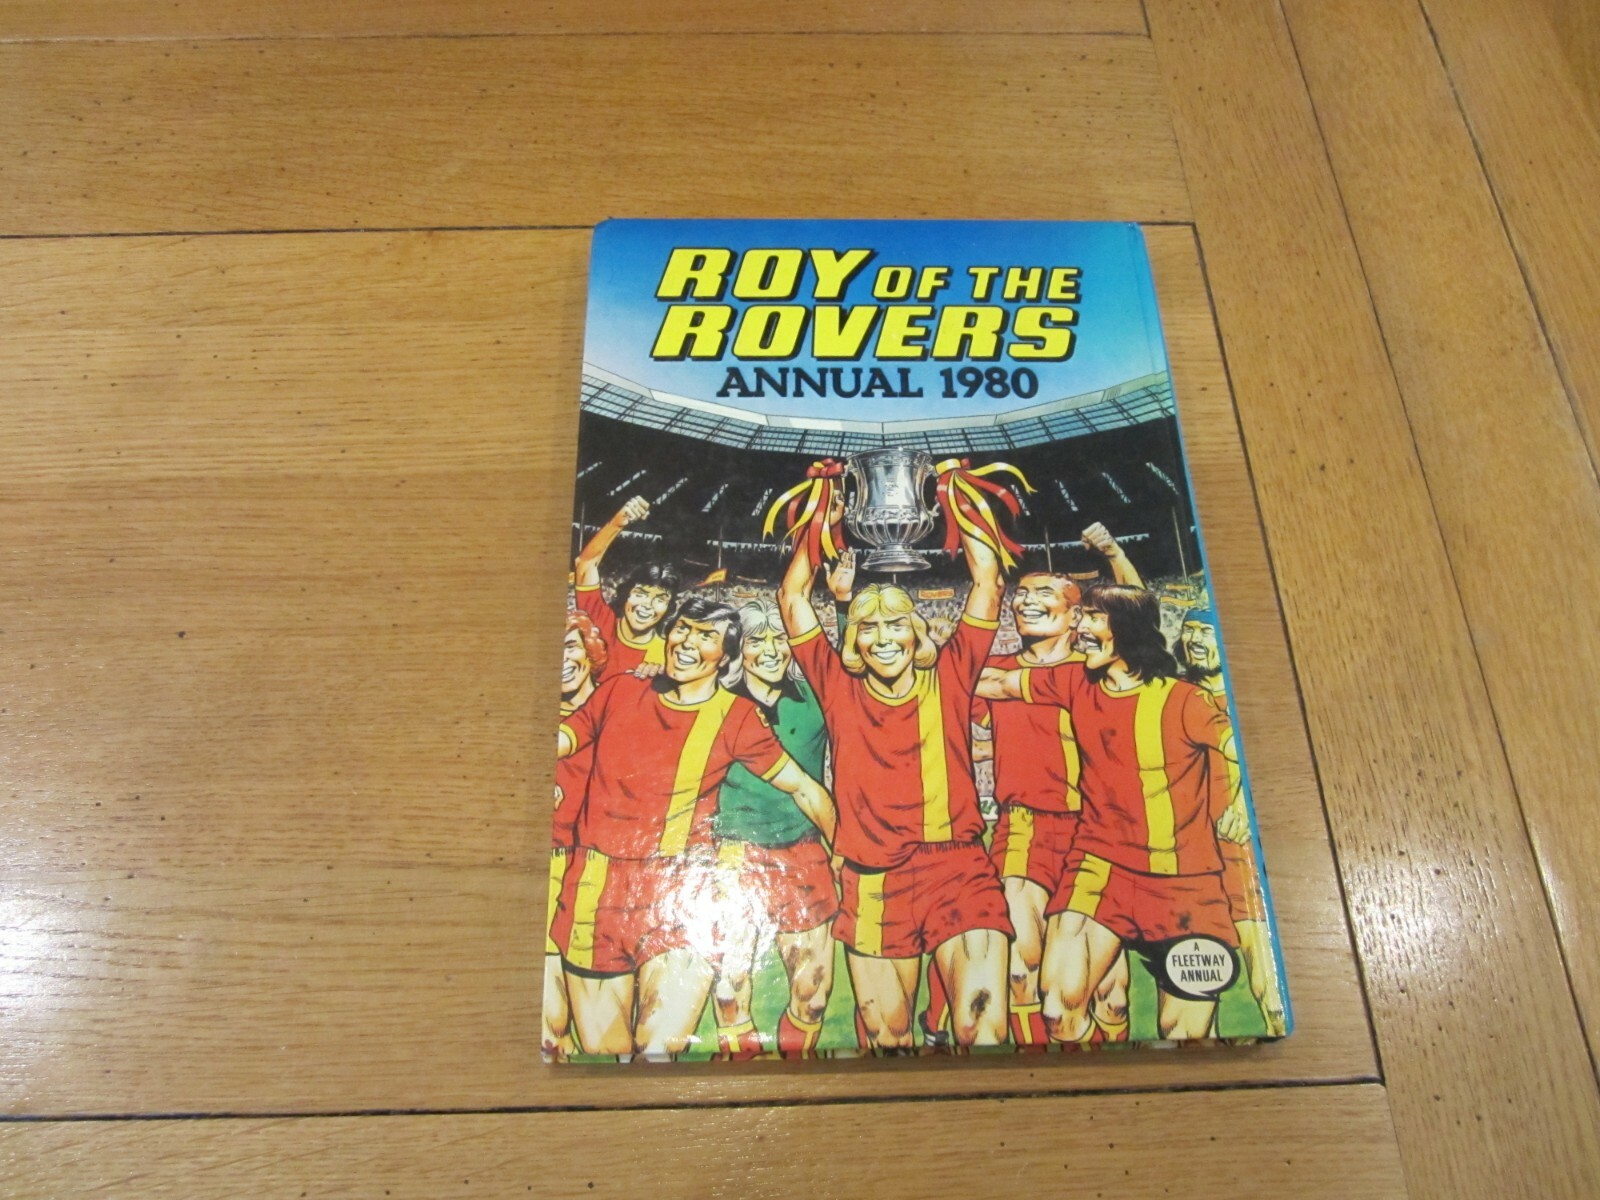 ROY OF THE
ROVERS
ANNUAL 1980
A
FLEETWAY
ANNUAL